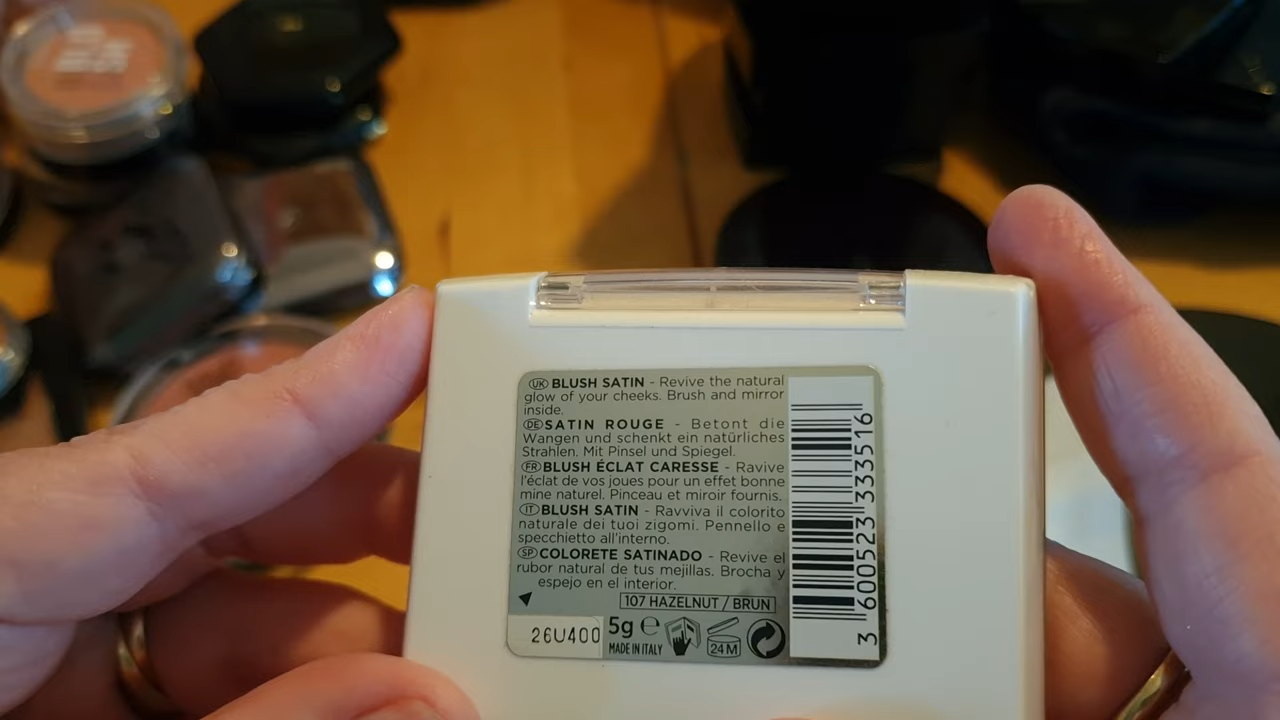 UK BLUSH SATIN - Revive the natural
glow of your cheeks. Brush and mirror
inside.
DE SATIN ROUGE - Betont die
Wangen und schenkt ein natürliches
Strahlen. Mit Pinsel und Spiegel.
FR BLUSH ÉCLAT CARESSE - Ravive
l'éclat de vos joues pour un effet bonne
mine naturel. Pinceau et miroir fournis.
IT BLUSH SATIN - Ravviva il colorito
naturale dei tuoi zigomi. Pennello e
specchietto all'interno.
SP COLORETE SATINADO - Revive el
rubor natural de tus mejillas. Brocha y
espejo en el interior.
107 HAZELNUT / BRUN
26U400
5g e
MADE IN ITALY
24M
3 600523 333516